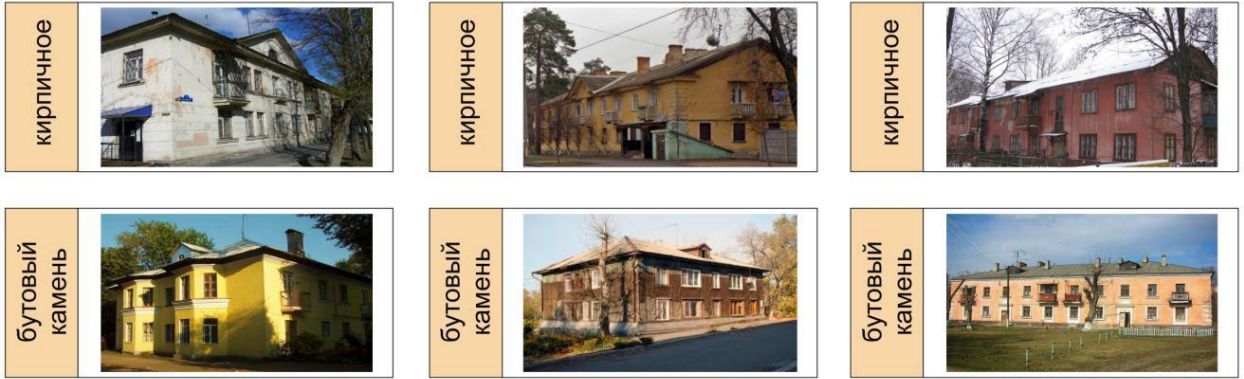 кирпичное
кирпичное
кирпичное
бутовый
камень
бутовый
камень
бутовый
камень